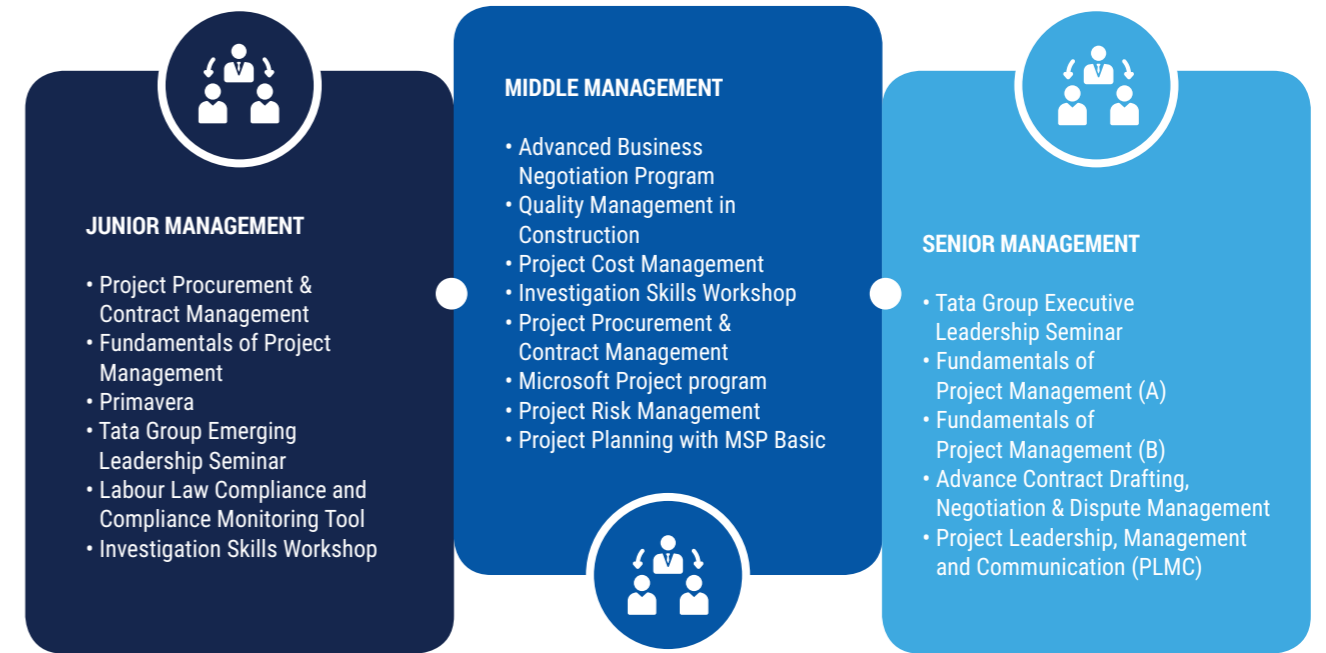 JUNIOR MANAGEMENT
• Project Procurement &
Contract Management
• Fundamentals of Project
Management
• Primavera
• Tata Group Emerging
Leadership Seminar
• Labour Law Compliance and
Compliance Monitoring Tool
• Investigation Skills Workshop
MIDDLE MANAGEMENT
• Advanced Business
Negotiation Program
• Quality Management in
Construction
• Project Cost Management
• Investigation Skills Workshop
• Project Procurement &
Contract Management
• Microsoft Project program
• Project Risk Management
• Project Planning with MSP Basic
SENIOR MANAGEMENT
• Tata Group Executive
Leadership Seminar
• Fundamentals of
Project Management (A)
• Fundamentals of
Project Management (B)
• Advance Contract Drafting,
Negotiation & Dispute Management
• Project Leadership, Management
and Communication (PLMC)